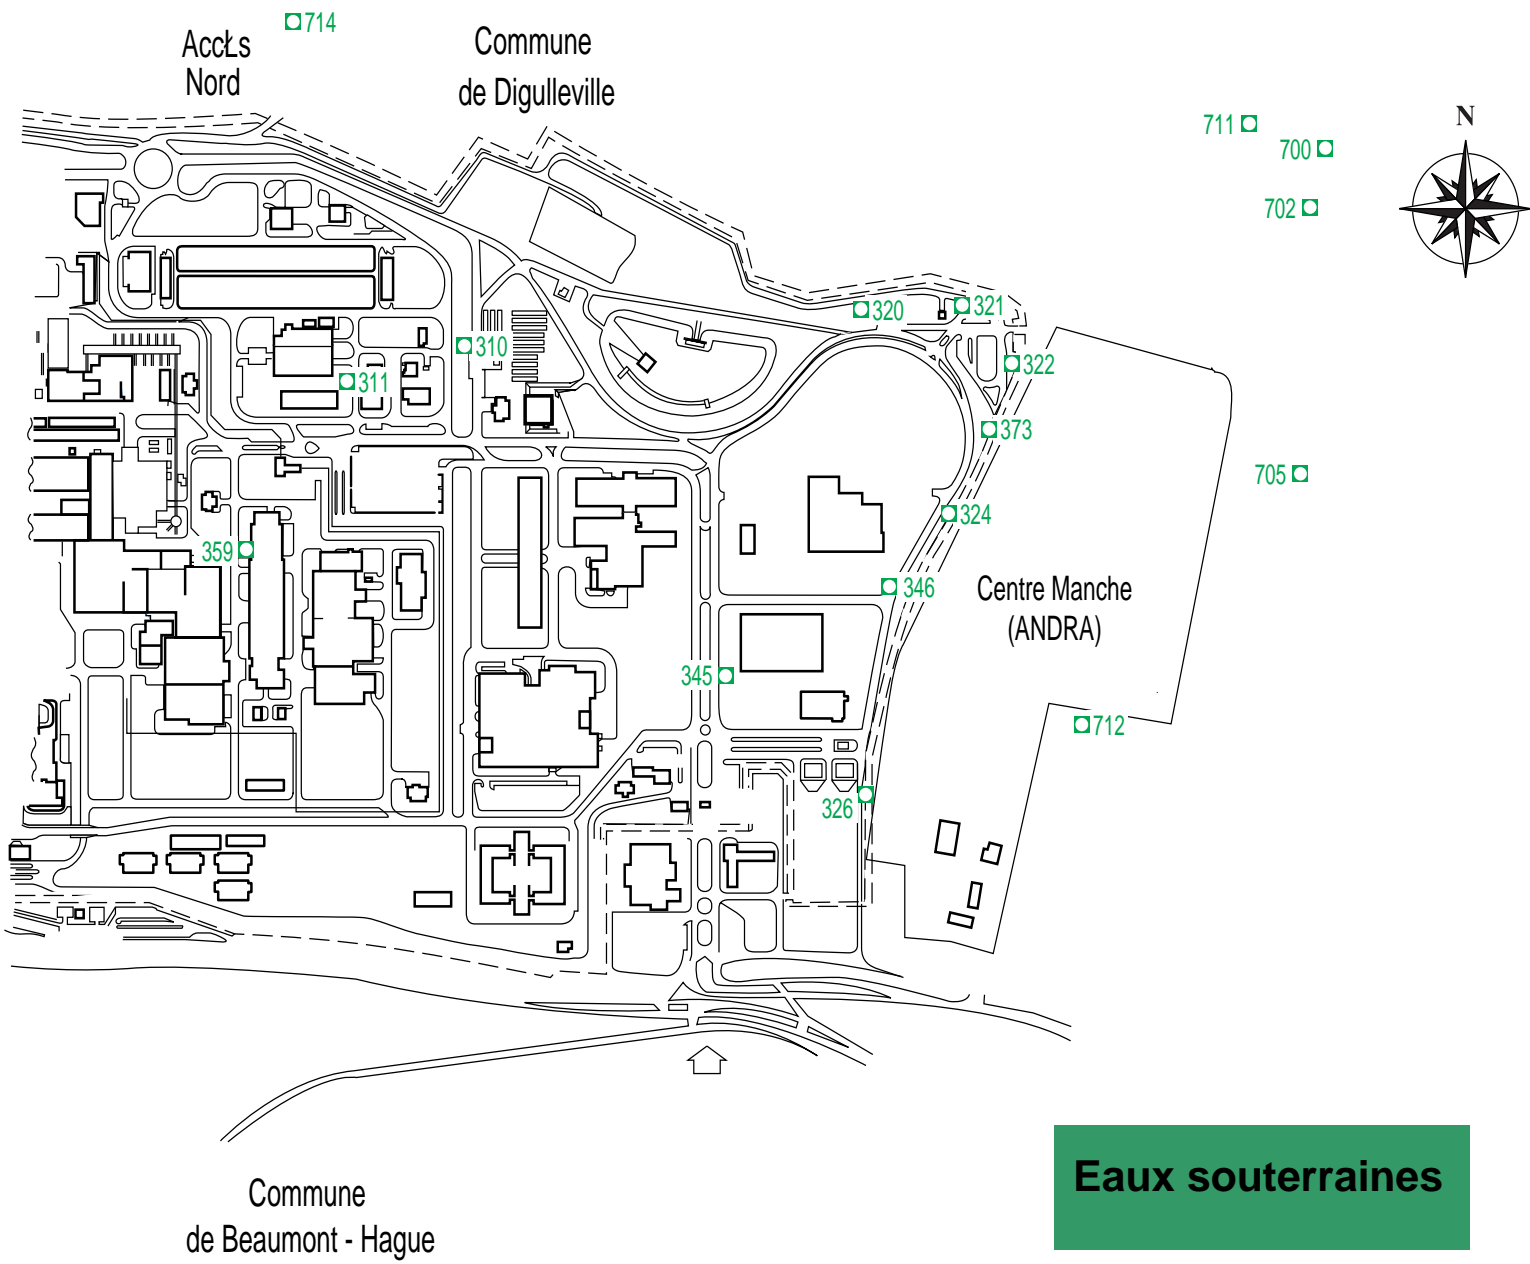 714
AccŁs
Nord
Commune
de Digulleville
711
700
702
N
320
321
310
311
322
373
705
324
359
346
Centre Manche
(ANDRA)
345
712
326
Eaux souterraines
Commune
de Beaumont - Hague